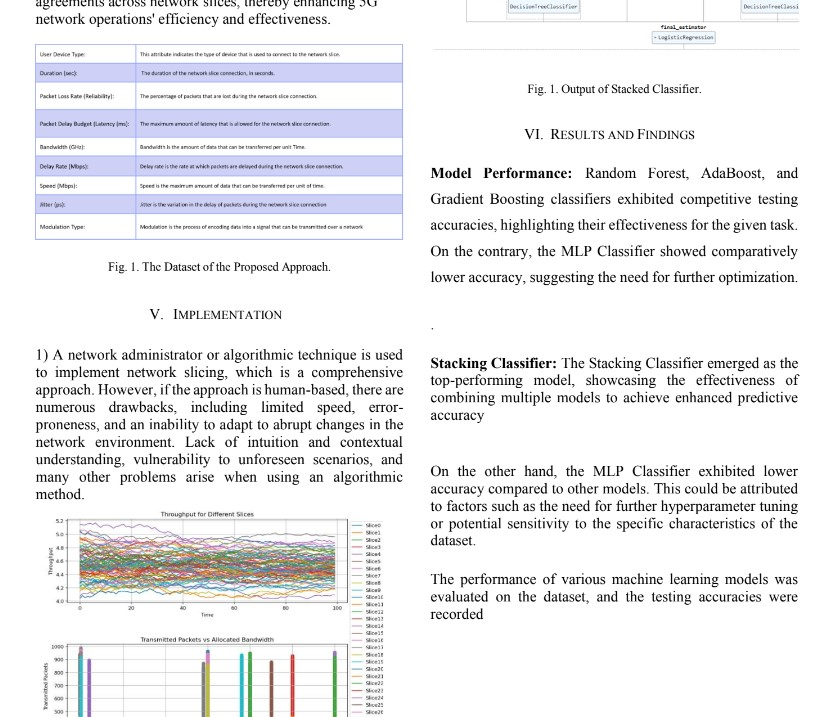 agreements across network slices, thereby enhancing 5G
network operations' efficiency and effectiveness.
User Device Type: This attribute indicates the type of device that is used to connect to the network slice.
Duration (sec): The duration of the network slice connection, in seconds.
Packet Loss Rate (Reliability): The percentage of packets that are lost during the network slice connection.
Packet Delay Budget (Latency (ms): The maximum amount of latency that is allowed for the network slice connection.
Bandwidth (GHz): Bandwidth is the amount of data that can be transferred per unit Time.
Delay Rate (Mbps): Delay rate is the rate at which packets are delayed during the network slice connection.
Speed (Mbps): Speed is the maximum amount of data that can be transferred per unit of time.
Jitter (ps): Jitter is the variation in the delay of packets during the network slice connection
Modulation Type: Modulation is the process of encoding data into a signal that can be transmitted over a network
Fig. 1. The Dataset of the Proposed Approach.
V. IMPLEMENTATION
1) A network administrator or algorithmic technique is used
to implement network slicing, which is a comprehensive
approach. However, if the approach is human-based, there are
numerous drawbacks, including limited speed, error-
proneness, and an inability to adapt to abrupt changes in the
network environment. Lack of intuition and contextual
understanding, vulnerability to unforeseen scenarios, and
many other problems arise when using an algorithmic
method.
Throughput for Different Slices
Throughput
5.2
5.0
4.8
4.6
4.4
4.2
4.0
0 20 40 60 80 100
Time
Slice0
Slice1
Slice2
Slice3
Slice4
Slice5
Slice6
Slice7
Slice8
Slice9
Slice10
Slice11
Slice12
Slice13
Slice14
Slice15
Slice16
Slice17
Slice18
Slice19
Slice20
Slice21
Slice22
Slice23
Slice24
Slice25
Slice26
Transmitted Packets vs Allocated Bandwidth
Transmitted Packets
1000
900
800
700
600
500
DecisionTreeClassifier
DecisionTreeClassi
final_estimator
LogisticRegression
Fig. 1. Output of Stacked Classifier.
VI. RESULTS AND FINDINGS
Model Performance: Random Forest, AdaBoost, and
Gradient Boosting classifiers exhibited competitive testing
accuracies, highlighting their effectiveness for the given task.
On the contrary, the MLP Classifier showed comparatively
lower accuracy, suggesting the need for further optimization.
.
Stacking Classifier: The Stacking Classifier emerged as the
top-performing model, showcasing the effectiveness of
combining multiple models to achieve enhanced predictive
accuracy
On the other hand, the MLP Classifier exhibited lower
accuracy compared to other models. This could be attributed
to factors such as the need for further hyperparameter tuning
or potential sensitivity to the specific characteristics of the
dataset.
The performance of various machine learning models was
evaluated on the dataset, and the testing accuracies were
recorded